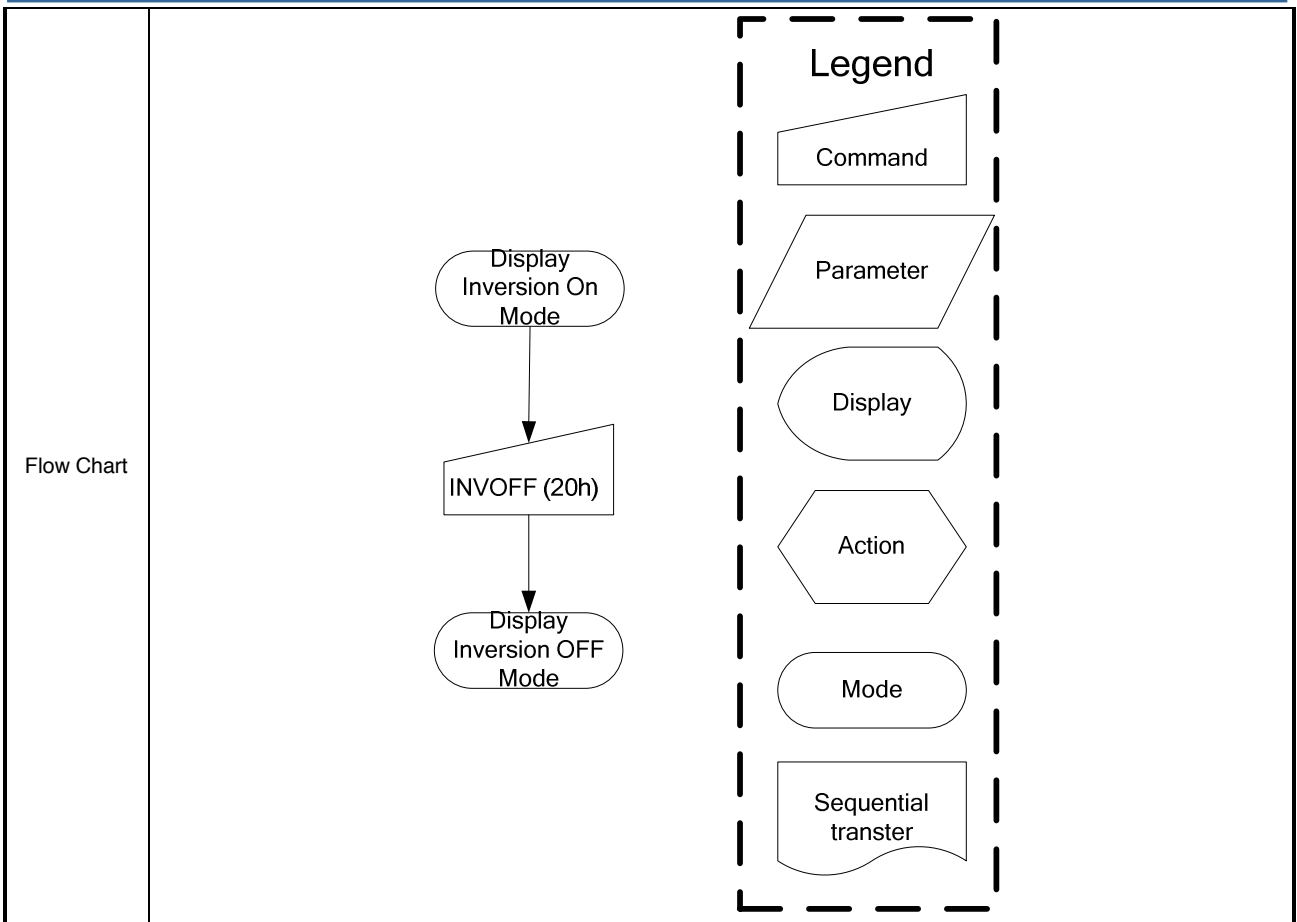 Flow Chart
Display
Inversion On
Mode
INVOFF (20h)
Display
Inversion OFF
Mode
Legend
Command
Parameter
Display
Action
Mode
Sequential
transter